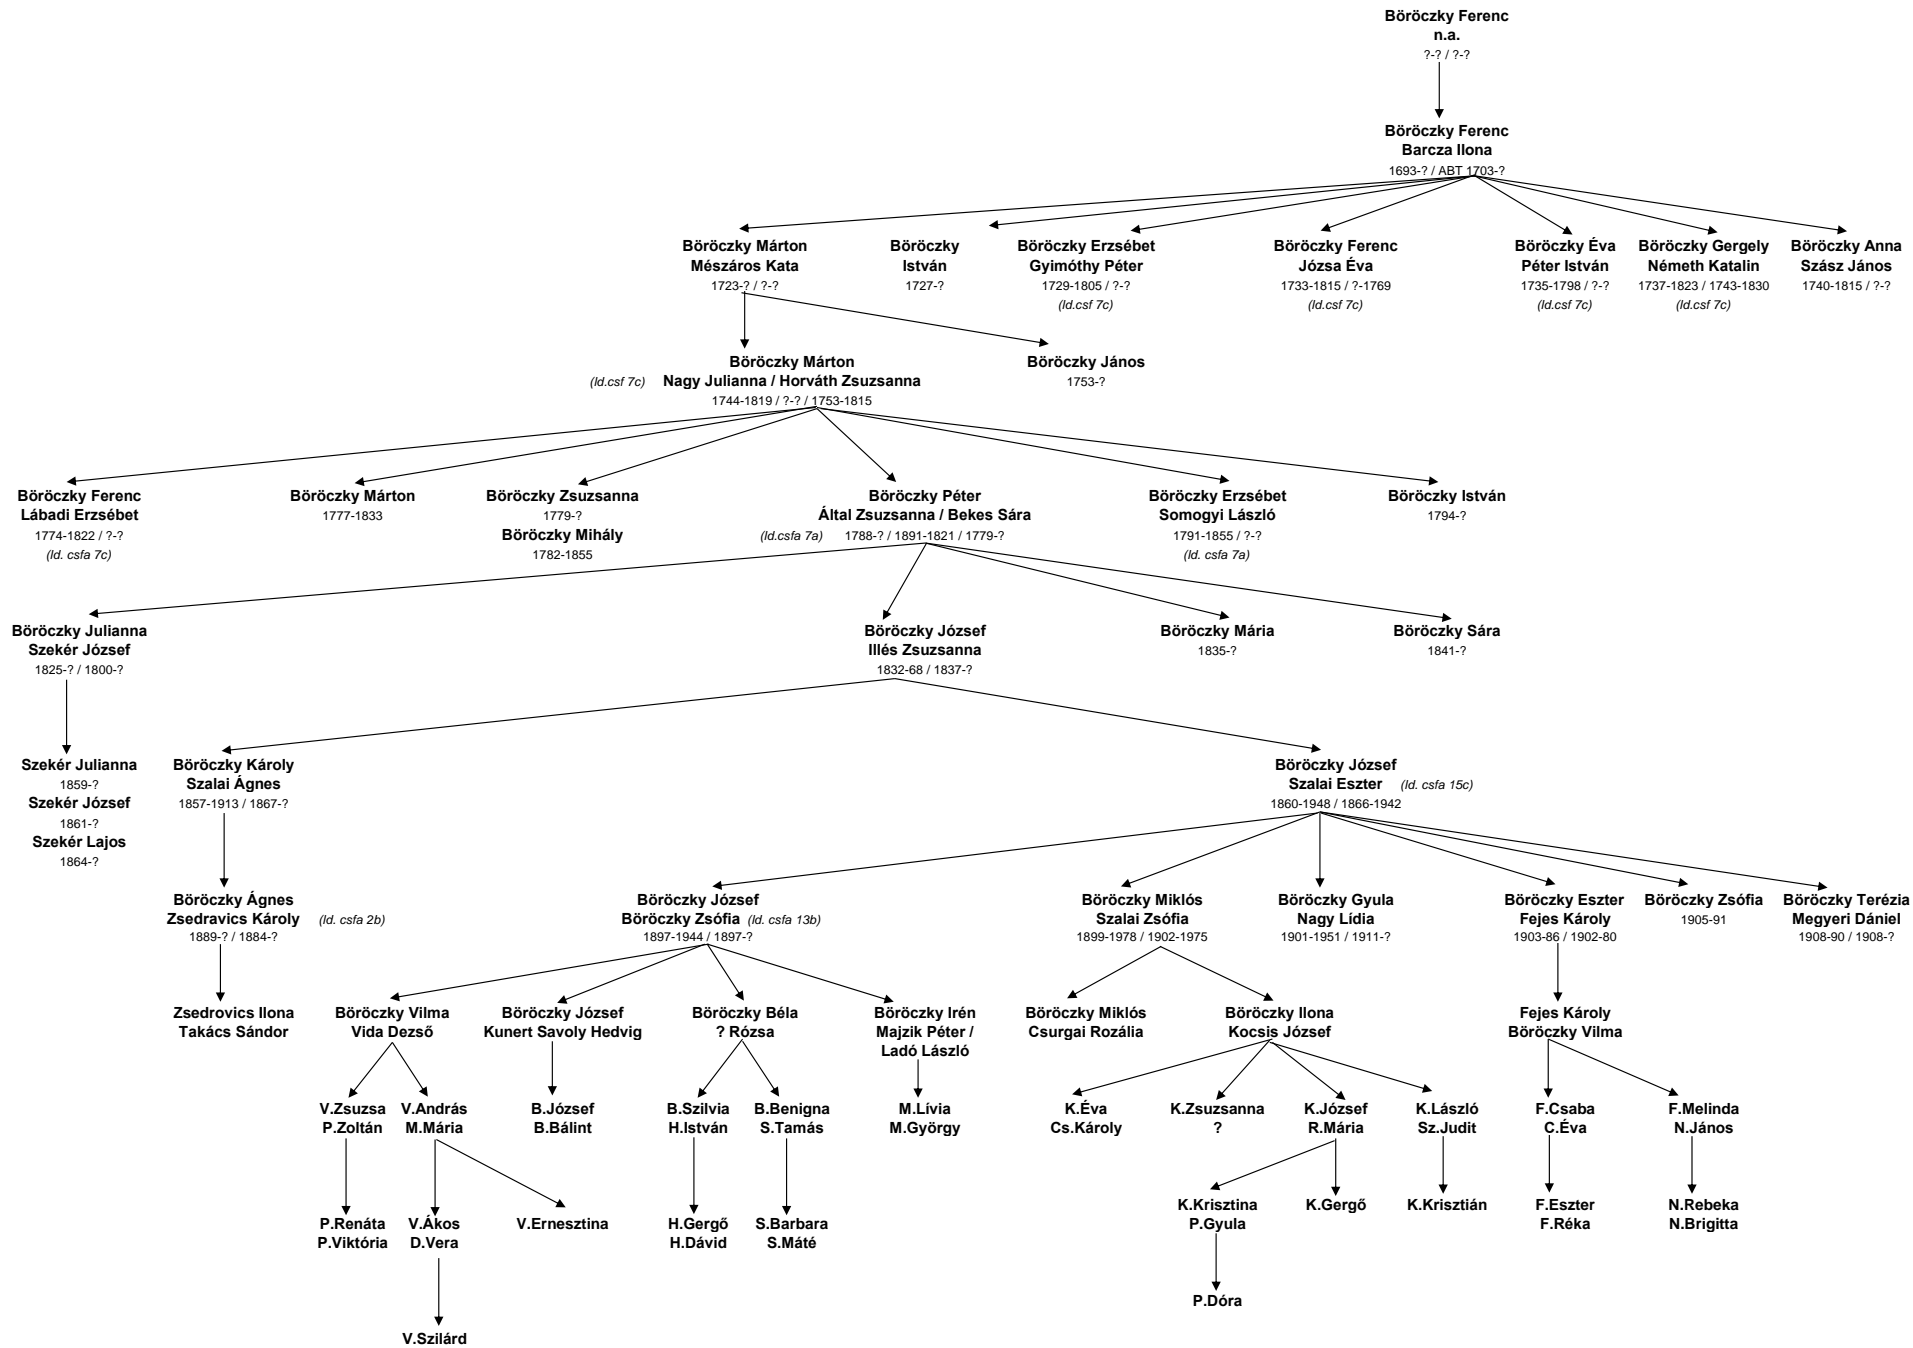 Böröczky Ferenc
n.a.
?-? / ?-?
Böröczky Ferenc
Barcza Ilona
1693-? / ABT 1703-?
Böröczky Márton
Mészáros Kata
1723-? / ?-?
Böröczky
István
1727-?
Böröczky Erzsébet
Gyimóthy Péter
1729-1805 / ?-?
(ld.csf 7c)
Böröczky Ferenc
Józsa Éva
1733-1815 / ?-1769
(ld.csf 7c)
Böröczky Éva
Péter István
1735-1798 / ?-?
(ld.csf 7c)
Böröczky Gergely
Németh Katalin
1737-1823 / 1743-1830
(ld.csf 7c)
Böröczky Anna
Szász János
1740-1815 / ?-?
Böröczky Márton
(ld.csf 7c) Nagy Julianna / Horváth Zsuzsanna
1744-1819 / ?-? / 1753-1815
Böröczky János
1753-?
Böröczky Ferenc
Lábadi Erzsébet
1774-1822 / ?-?
(ld. csfa 7c)
Böröczky Márton
1777-1833
Böröczky Zsuzsanna
1779-?
Böröczky Mihály
1782-1855
Böröczky Péter
Által Zsuzsanna / Bekes Sára
(ld.csfa 7a) 1788-? / 1891-1821 / 1779-?
Böröczky Erzsébet
Somogyi László
1791-1855 / ?-?
(ld. csfa 7a)
Böröczky István
1794-?
Böröczky Julianna
Szekér József
1825-? / 1800-?
Böröczky József
Illés Zsuzsanna
1832-68 / 1837-?
Böröczky Mária
1835-?
Böröczky Sára
1841-?
Szekér Julianna
1859-?
Szekér József
1861-?
Szekér Lajos
1864-?
Böröczky Károly
Szalai Ágnes
1857-1913 / 1867-?
Böröczky József
Szalai Eszter (ld. csfa 15c)
1860-1948 / 1866-1942
Böröczky Ágnes
Zsedravics Károly (ld. csfa 2b)
1889-? / 1884-?
Böröczky József
Böröczky Zsófia (ld. csfa 13b)
1897-1944 / 1897-?
Böröczky Miklós
Szalai Zsófia
1899-1978 / 1902-1975
Böröczky Gyula
Nagy Lídia
1901-1951 / 1911-?
Böröczky Eszter
Fejes Károly
1903-86 / 1902-80
Böröczky Zsófia
1905-91
Böröczky Terézia
Megyeri Dániel
1908-90 / 1908-?
Zsedrovics Ilona
Takács Sándor
Böröczky Vilma
Vida Dezső
Böröczky József
Kunert Savoly Hedvig
Böröczky Béla
? Rózsa
Böröczky Irén
Majzik Péter /
Ladó László
Böröczky Miklós
Csurgai Rozália
Böröczky Ilona
Kocsis József
Fejes Károly
Böröczky Vilma
V.Zsuzsa
P.Zoltán
V.András
M.Mária
B.József
B.Bálint
B.Szilvia
H.István
B.Benigna
S.Tamás
M.Lívia
M.György
K.Éva
Cs.Károly
K.Zsuzsanna
?
K.József
R.Mária
K.László
Sz.Judit
F.Csaba
C.Éva
F.Melinda
N.János
P.Renáta
P.Viktória
V.Ákos
D.Vera
V.Ernesztina
H.Gergő
H.Dávid
S.Barbara
S.Máté
K.Krisztina
P.Gyula
K.Gergő
K.Krisztián
F.Eszter
F.Réka
N.Rebeka
N.Brigitta
P.Dóra
V.Szilárd